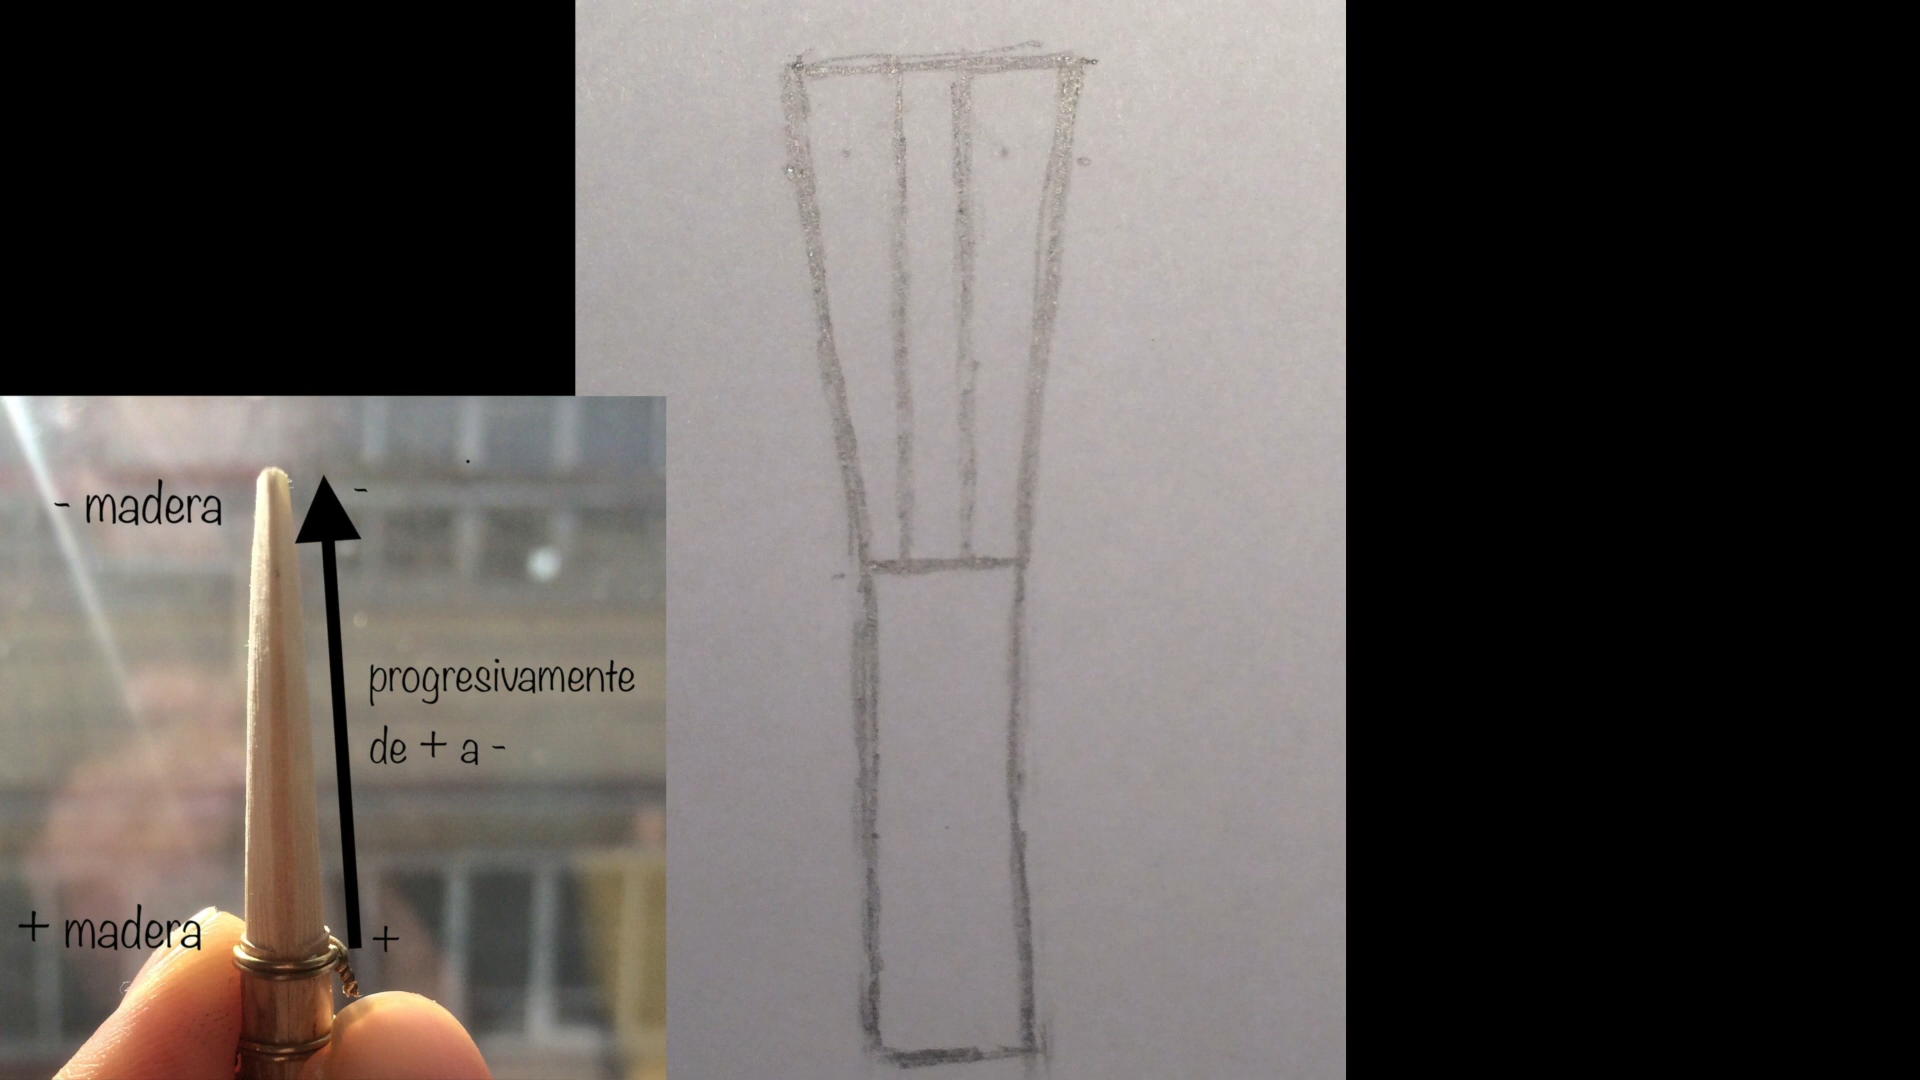 - madera
-
progresivamente
de + a -
+ madera
+